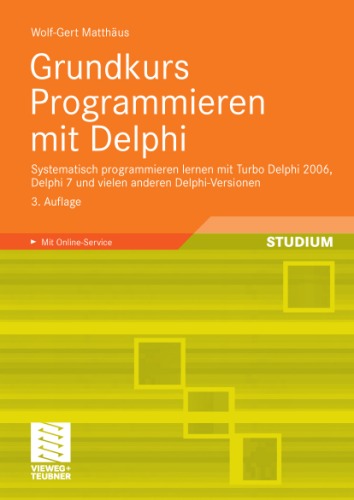 Wolf-Gert Matthäus
Grundkurs
Programmieren
mit Delphi
Systematisch programmieren lernen mit Turbo Delphi 2006,
Delphi 7 und vielen anderen Delphi-Versionen
3. Auflage
Mit Online-Service
STUDIUM
VIEWEG+
TEUBNER